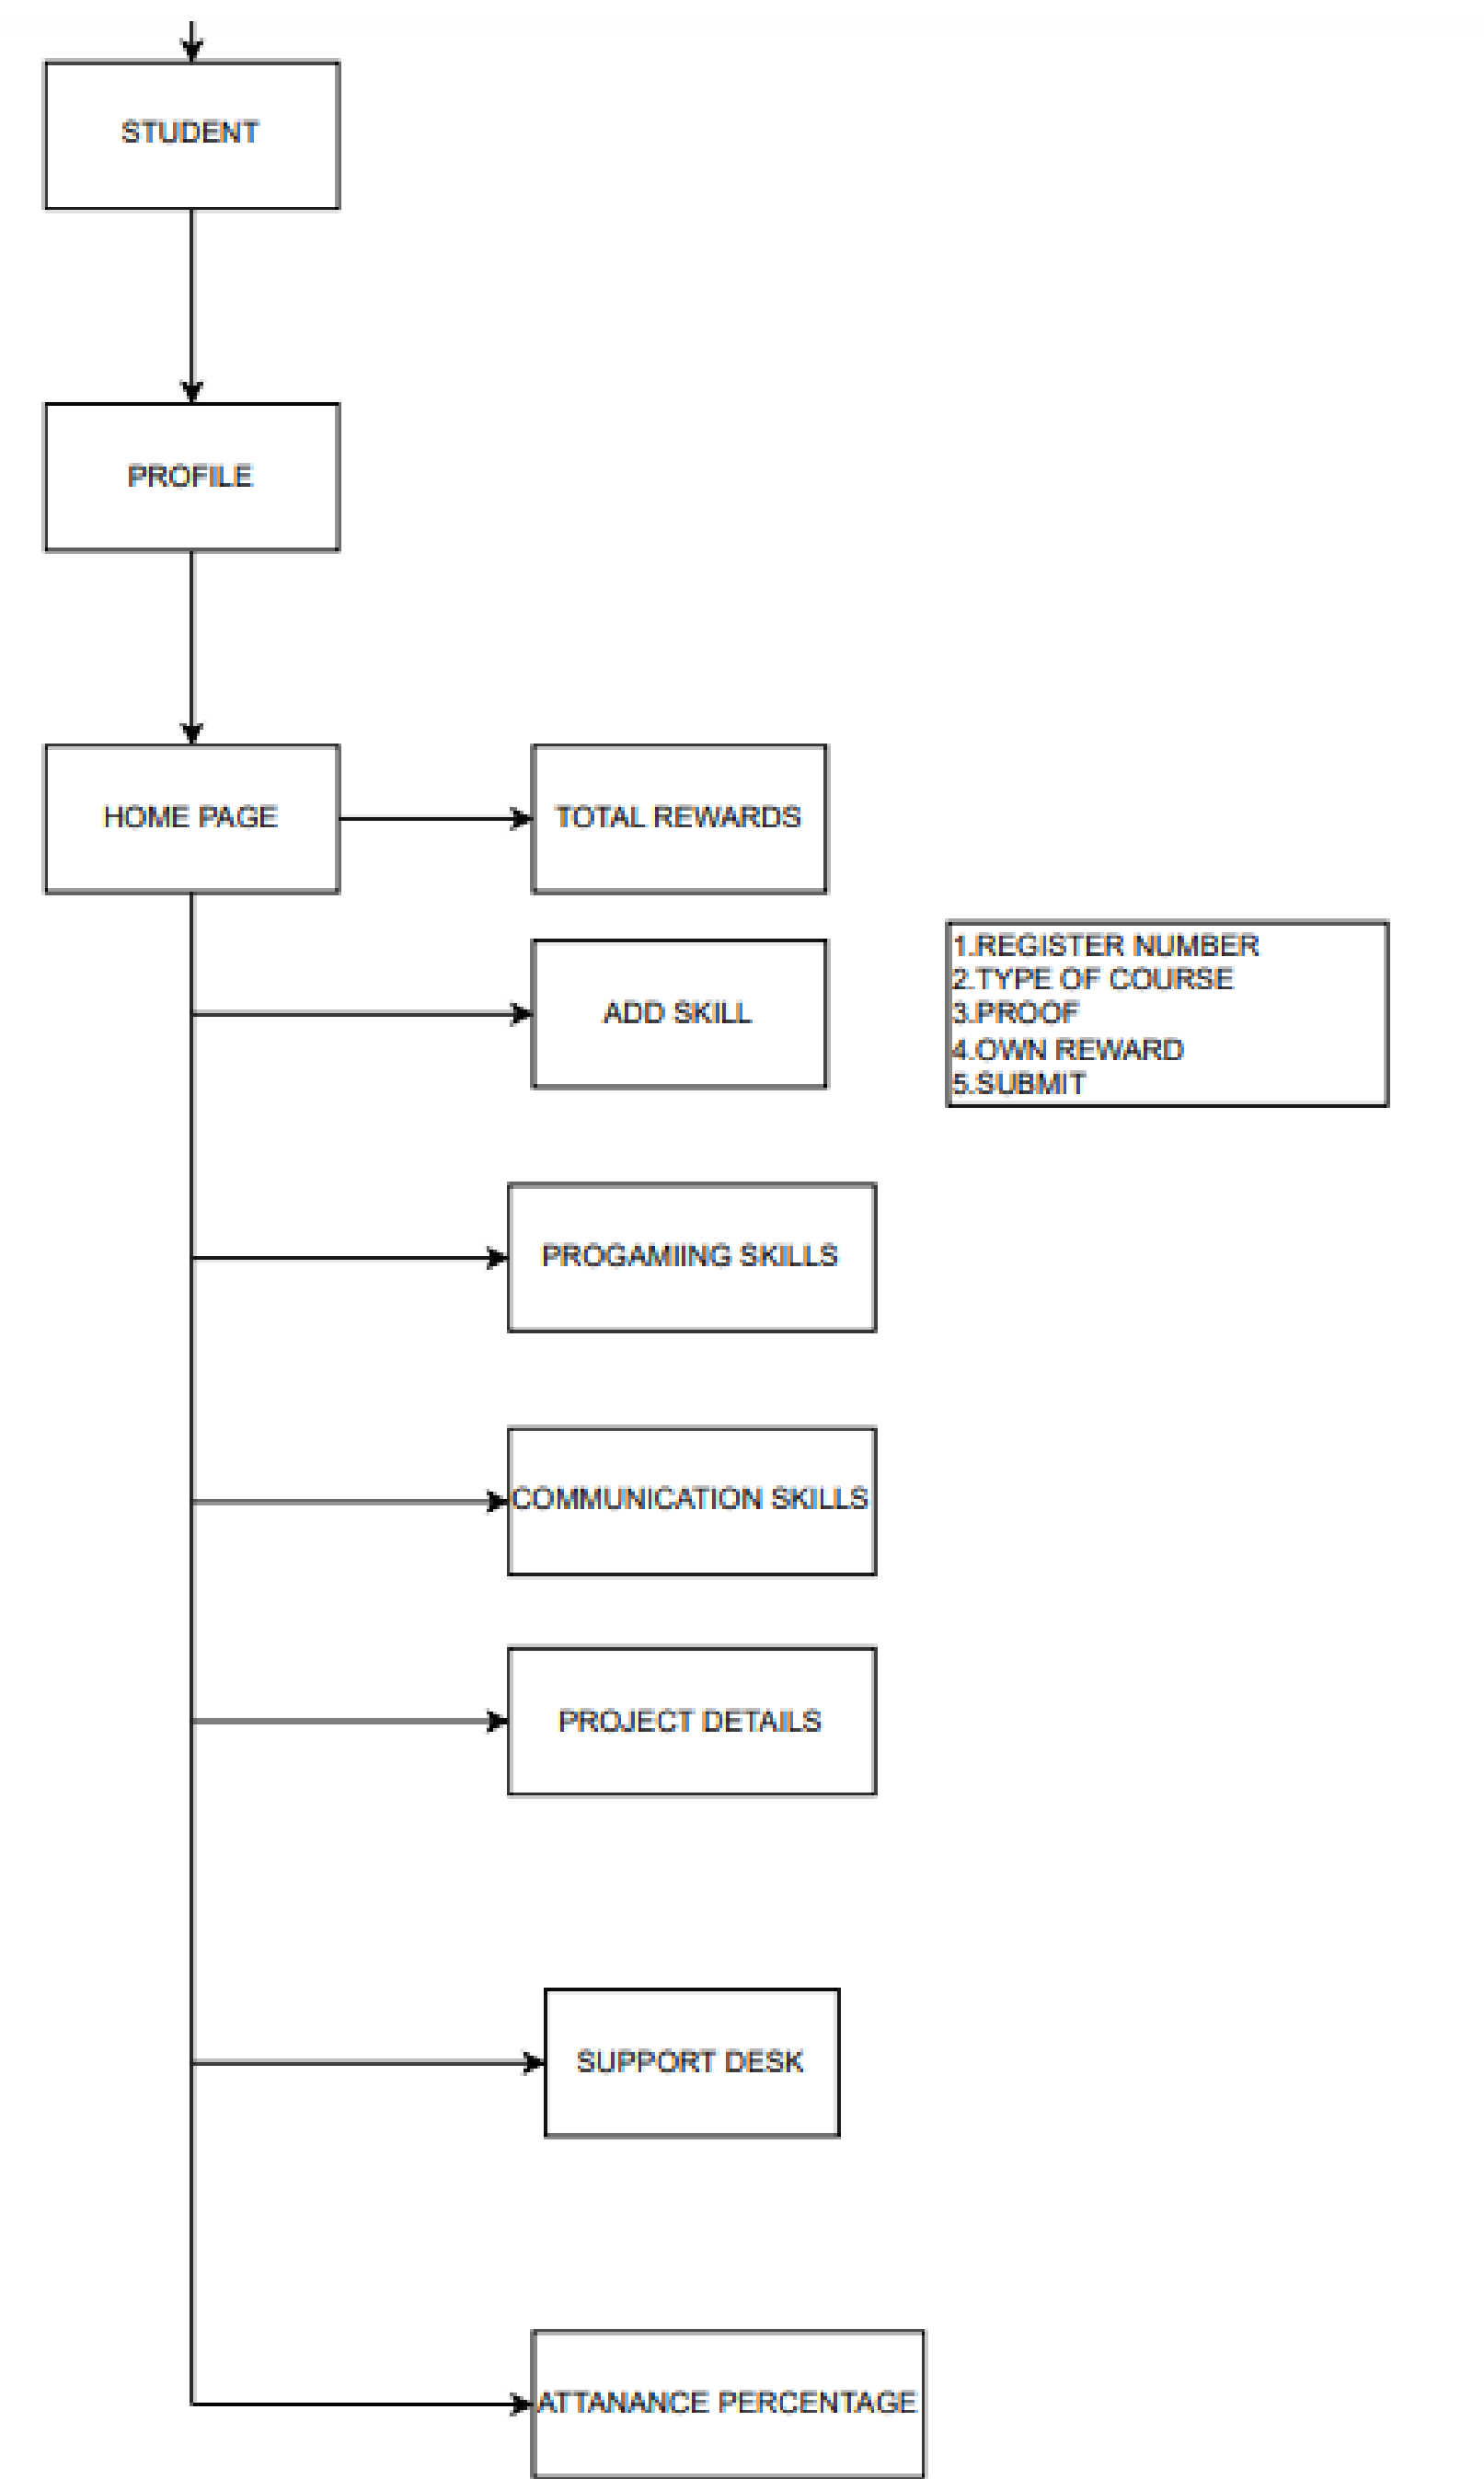 STUDENT
PROFILE
HOME PAGE
TOTAL REWARDS
ADD SKILL
1.REGISTER NUMBER
2.TYPE OF COURSE
3.PROOF
4.OWN REWARD
5.SUBMIT
PROGAMIING SKILLS
COMMUNICATION SKILLS
PROJECT DETAILS
SUPPORT DESK
ATTANANCE PERCENTAGE